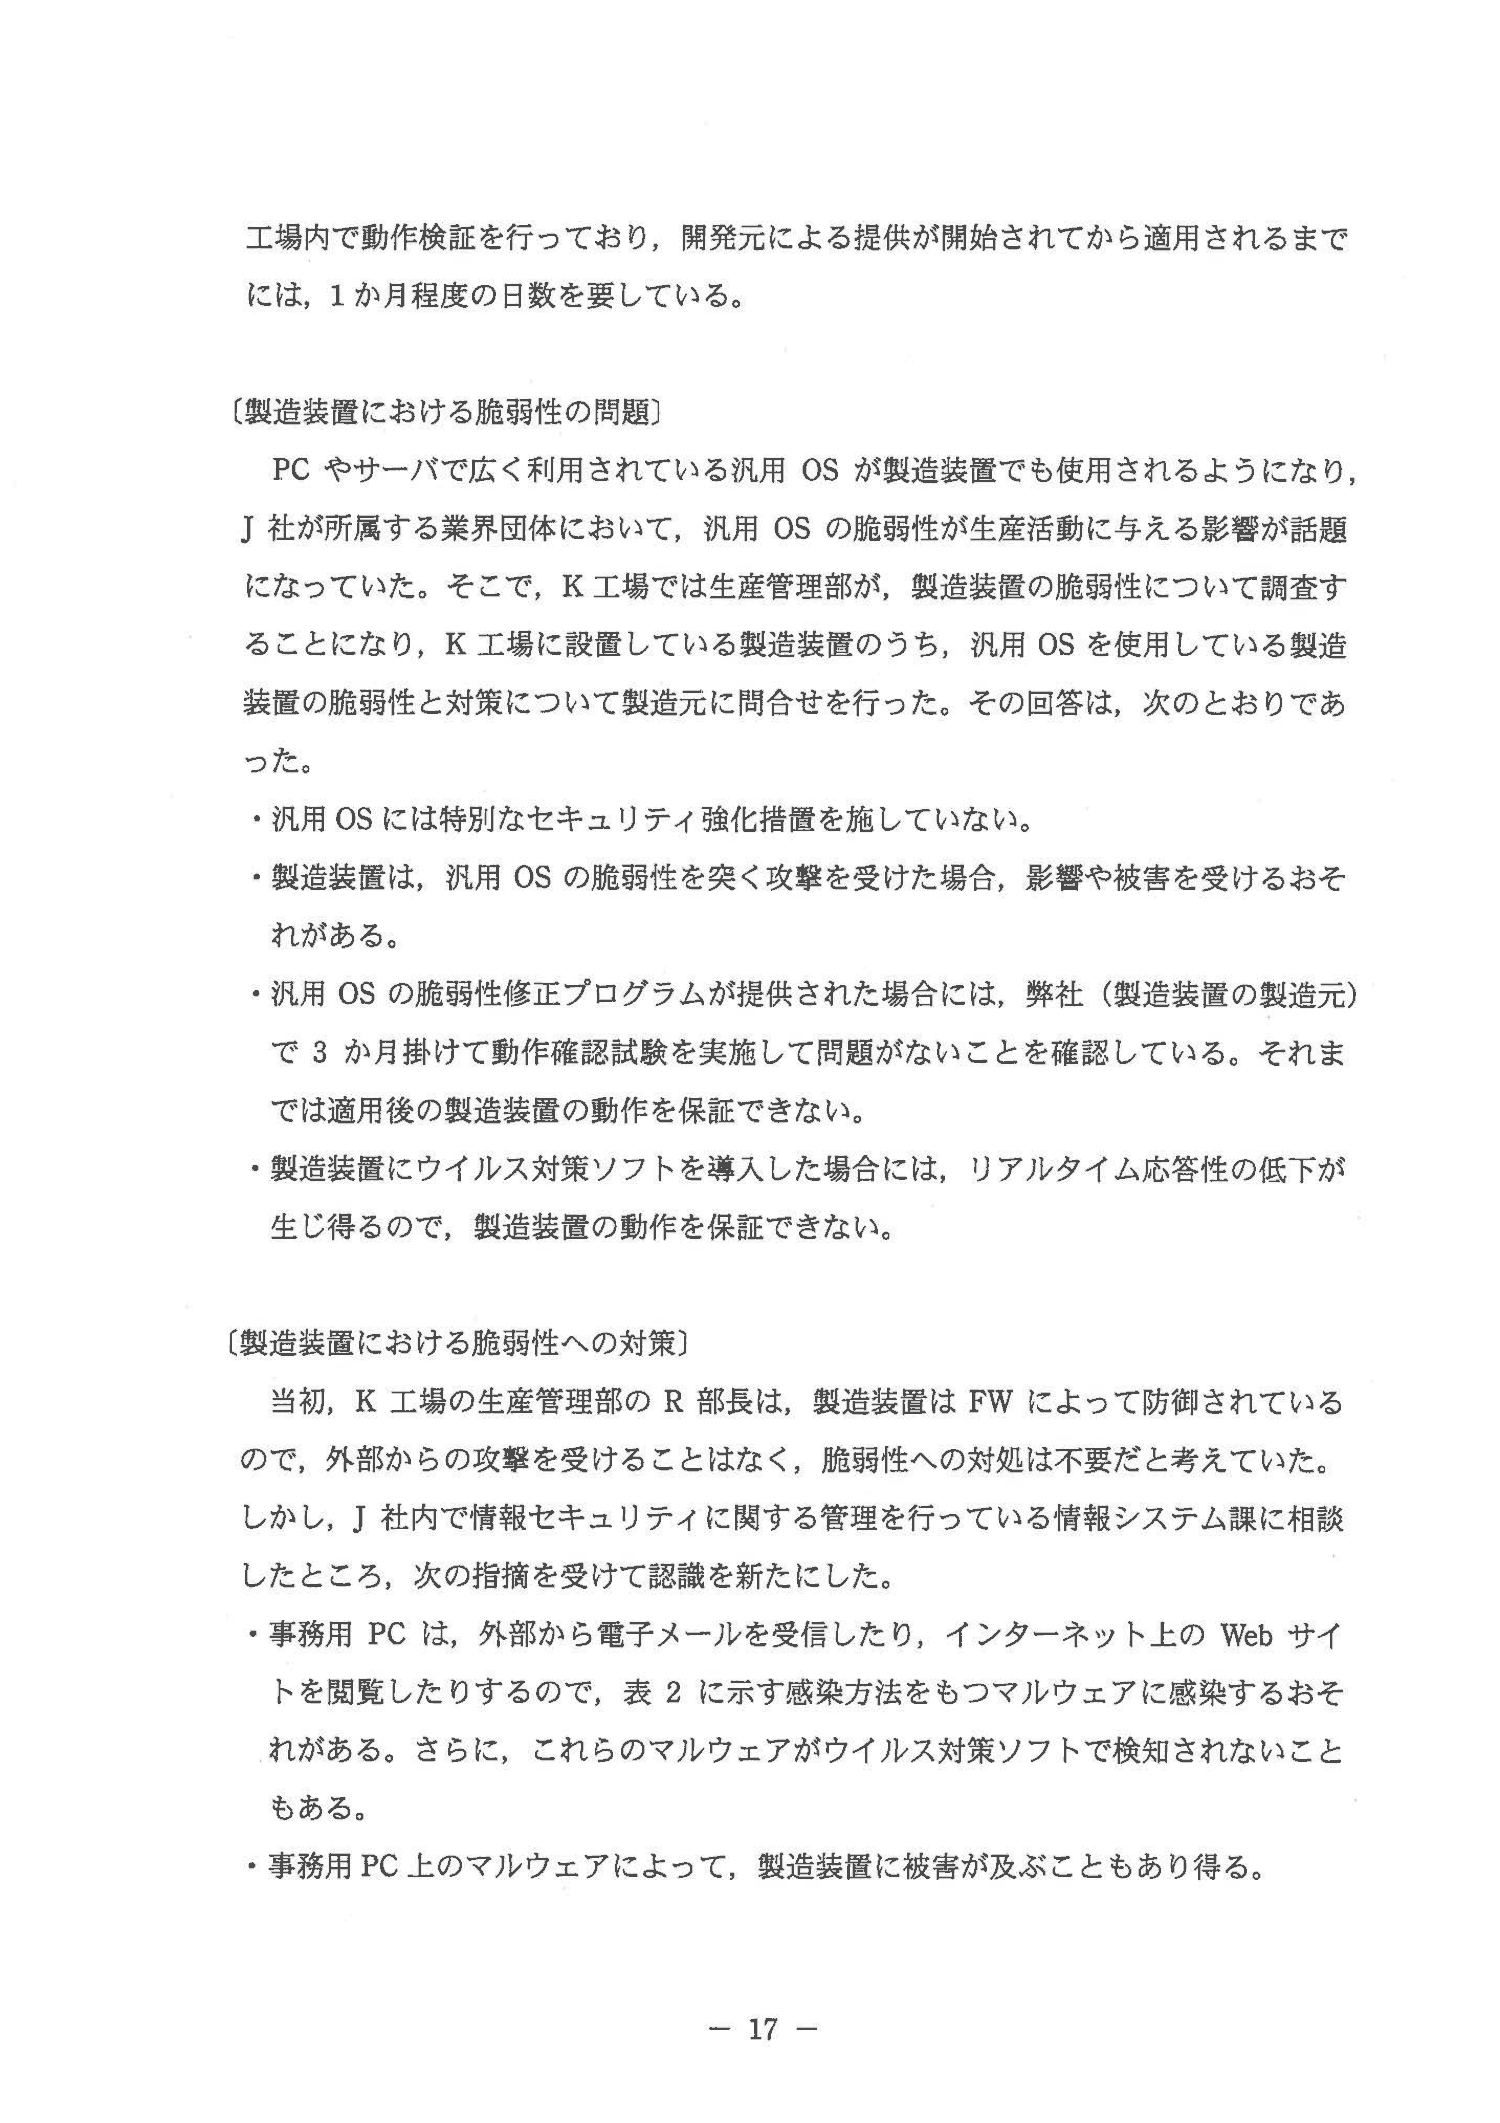 工場内で動作検証を行っており，開発元による提供が開始されてから適用されるまで
には，1 か月程度の日数を要している。
〔製造装置における脆弱性の問題〕
PC やサーバで広く利用されている汎用 OS が製造装置でも使用されるようになり，
J 社が所属する業界団体において，汎用 OS の脆弱性が生産活動に与える影響が話題
になっていた。そこで，K 工場では生産管理部が，製造装置の脆弱性について調査す
ることになり，K 工場に設置している製造装置のうち，汎用 OS を使用している製造
装置の脆弱性と対策について製造元に問合せを行った。その回答は，次のとおりであ
った。
・汎用 OS には特別なセキュリティ強化措置を施していない。
・製造装置は，汎用 OS の脆弱性を突く攻撃を受けた場合，影響や被害を受けるおそ
れがある。
・汎用 OS の脆弱性修正プログラムが提供された場合には，弊社（製造装置の製造元）
で 3 か月掛けて動作確認試験を実施して問題がないことを確認している。それま
では適用後の製造装置の動作を保証できない。
・製造装置にウイルス対策ソフトを導入した場合には，リアルタイム応答性の低下が
生じ得るので，製造装置の動作を保証できない。
〔製造装置における脆弱性への対策〕
当初，K 工場の生産管理部の R 部長は，製造装置は FW によって防御されている
ので，外部からの攻撃を受けることはなく，脆弱性への対処は不要だと考えていた。
しかし，J 社内で情報セキュリティに関する管理を行っている情報システム課に相談
したところ，次の指摘を受けて認識を新たにした。
・事務用 PC は，外部から電子メールを受信したり，インターネット上の Web サイ
トを閲覧したりするので，表 2 に示す感染方法をもつマルウェアに感染するおそ
れがある。さらに，これらのマルウェアがウイルス対策ソフトで検知されないこと
もある。
・事務用 PC 上のマルウェアによって，製造装置に被害が及ぶこともあり得る。
－ 17 －